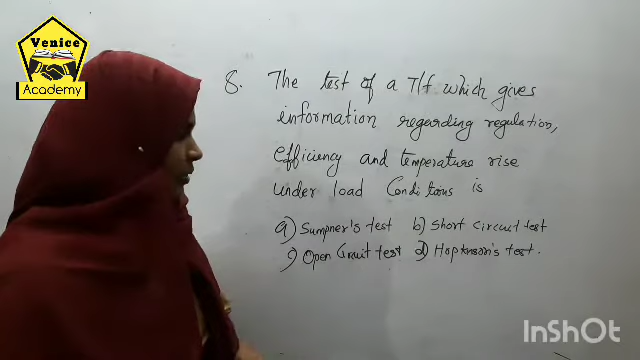 Venice
Academy
8. The test of a T/f which gives
information regarding regulation,
efficiency and temperature rise
under load Conditions is
a) Sumpner's test b) Short Circuit test
c) Open Circuit test d) Hopknson's test.
InShOt